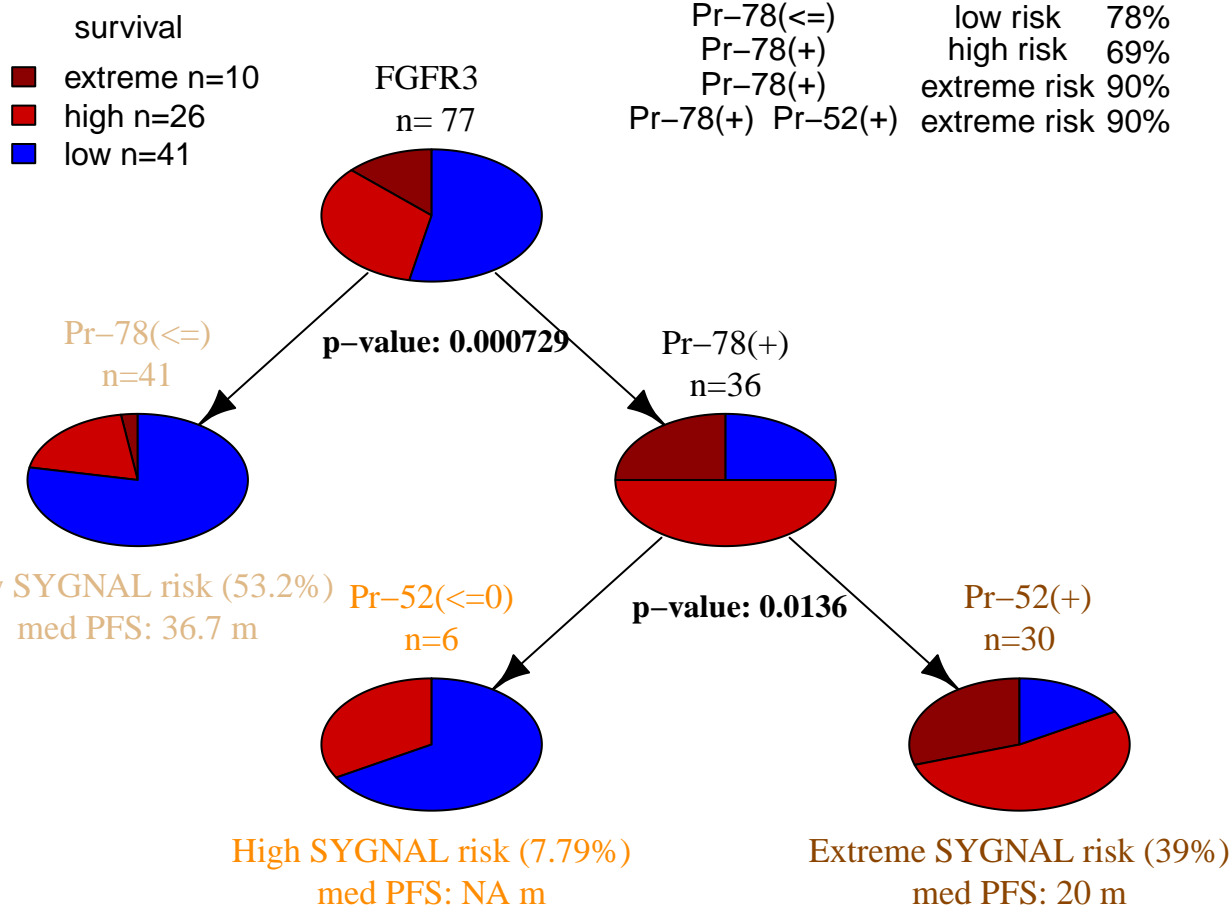 survival
extreme n=10
high n=26
low n=41
Pr−78(<=) low risk 78%
Pr−78(+) high risk 69%
Pr−78(+) extreme risk 90%
Pr−78(+) Pr−52(+) extreme risk 90%
FGFR3
n= 77
p−value: 0.000729
Pr−78(<=)
n=41
Pr−78(+)
n=36
SYGNAL risk (53.2%)
med PFS: 36.7 m
p−value: 0.0136
Pr−52(<=0)
n=6
Pr−52(+)
n=30
High SYGNAL risk (7.79%)
med PFS: NA m
Extreme SYGNAL risk (39%)
med PFS: 20 m